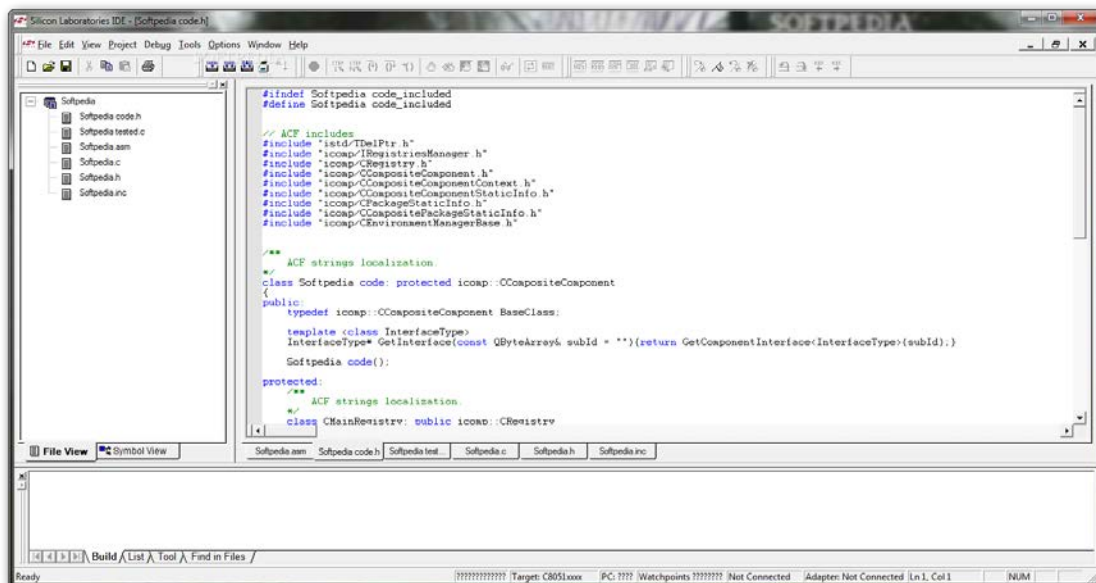 Silicon Laboratories IDE - [Softpedia code.h]
SOFTPEDIA
File Edit View Project Debug Tools Options Window Help
Softpedia
Softpedia code.h
Softpedia tested.c
Softpedia.asm
Softpedia.c
Softpedia.h
Softpedia.inc
#ifndef Softpedia code_included
#define Softpedia code_included
// ACF includes
#include "istd/TDelPtr.h"
#include "icomp/IRegistriesManager.h"
#include "icomp/CRegistry.h"
#include "icomp/CCompositeComponent.h"
#include "icomp/CCompositeComponentContext.h"
#include "icomp/CCompositeComponentStaticInfo.h"
#include "icomp/CPackageStaticInfo.h"
#include "icomp/CCompositePackageStaticInfo.h"
#include "icomp/CEnvironmentManagerBase.h"
/**
ACF strings localization.
*/
class Softpedia code: protected icomp::CCompositeComponent
{
public:
typedef icomp::CCompositeComponent BaseClass;
template <class InterfaceType>
InterfaceType* GetInterface(const QByteArray& subId = ""){return GetComponentInterface<InterfaceType>(subId);}
Softpedia code();
protected:
/**
ACF strings localization.
*/
class CMainRegistry: public icomp::CRegistry
File View Symbol View
Softpedia.asm Softpedia code.h Softpedia test... Softpedia.c Softpedia.h Softpedia.inc
Build List Tool Find in Files
Ready ????????????? Target: C8051xxxx PC: ???? Watchpoints ???????? Not Connected Adapter: Not Connected Ln 1, Col 1 NUM